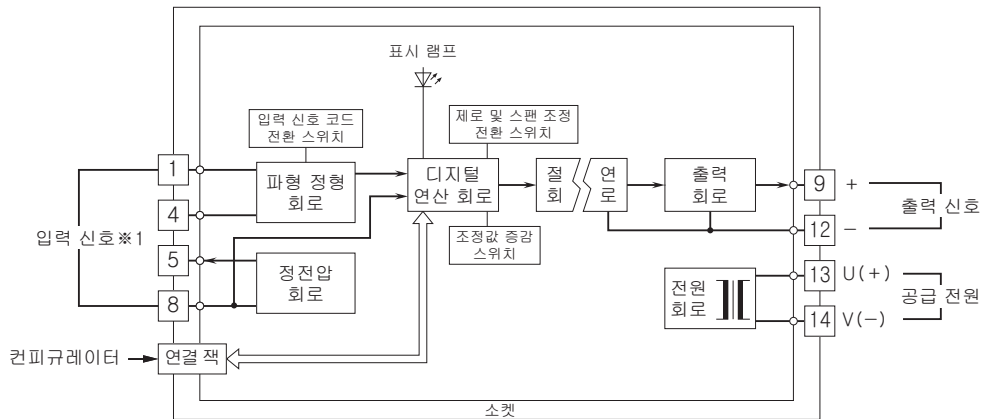 표시 램프
입력 신호 코드
전환 스위치
제로 및 스팬 조정
전환 스위치
1
파형 정형
회로
디지털
연산 회로
절 연
회 로
출력
회로
9 +
출력 신호
4
12 −
입력 신호※1
조정값 증감
스위치
5
정전압
회로
전원
회로
13 U(+)
공급 전원
8
14 V(−)
컨피규레이터
연결 잭
소켓